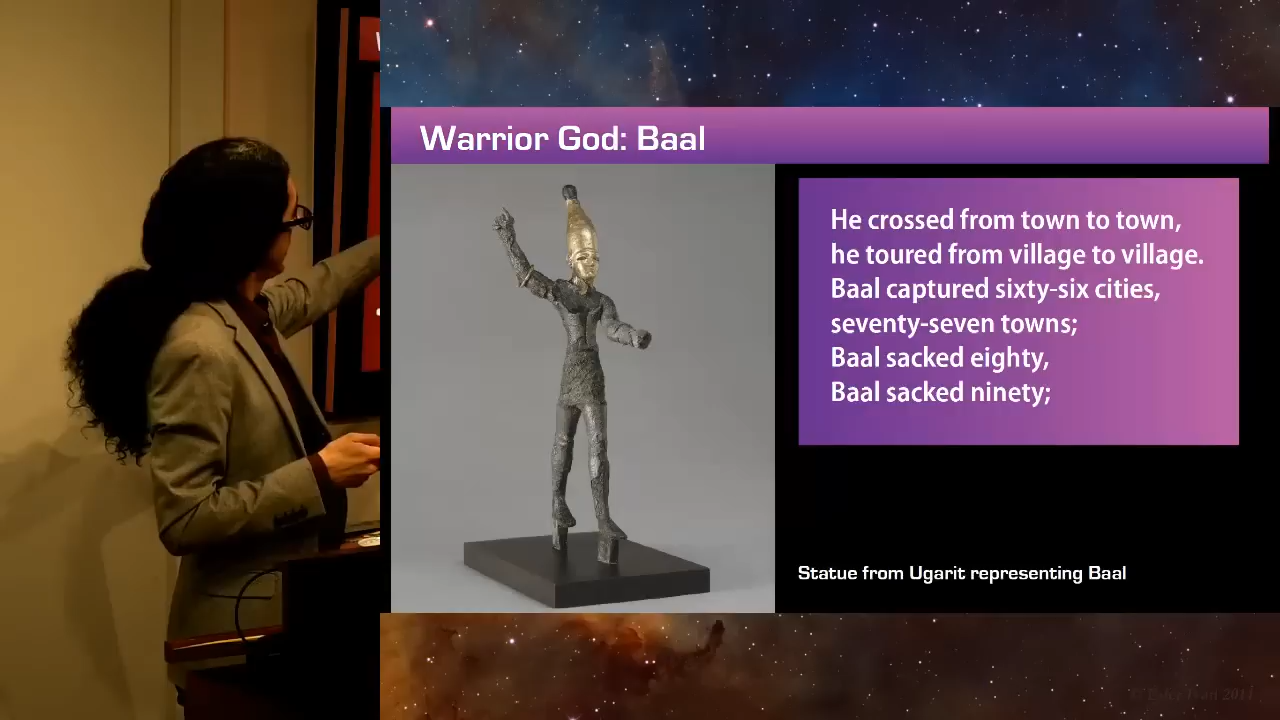 Warrior God: Baal
He crossed from town to town,
he toured from village to village.
Baal captured sixty-six cities,
seventy-seven towns;
Baal sacked eighty,
Baal sacked ninety;
Statue from Ugarit representing Baal